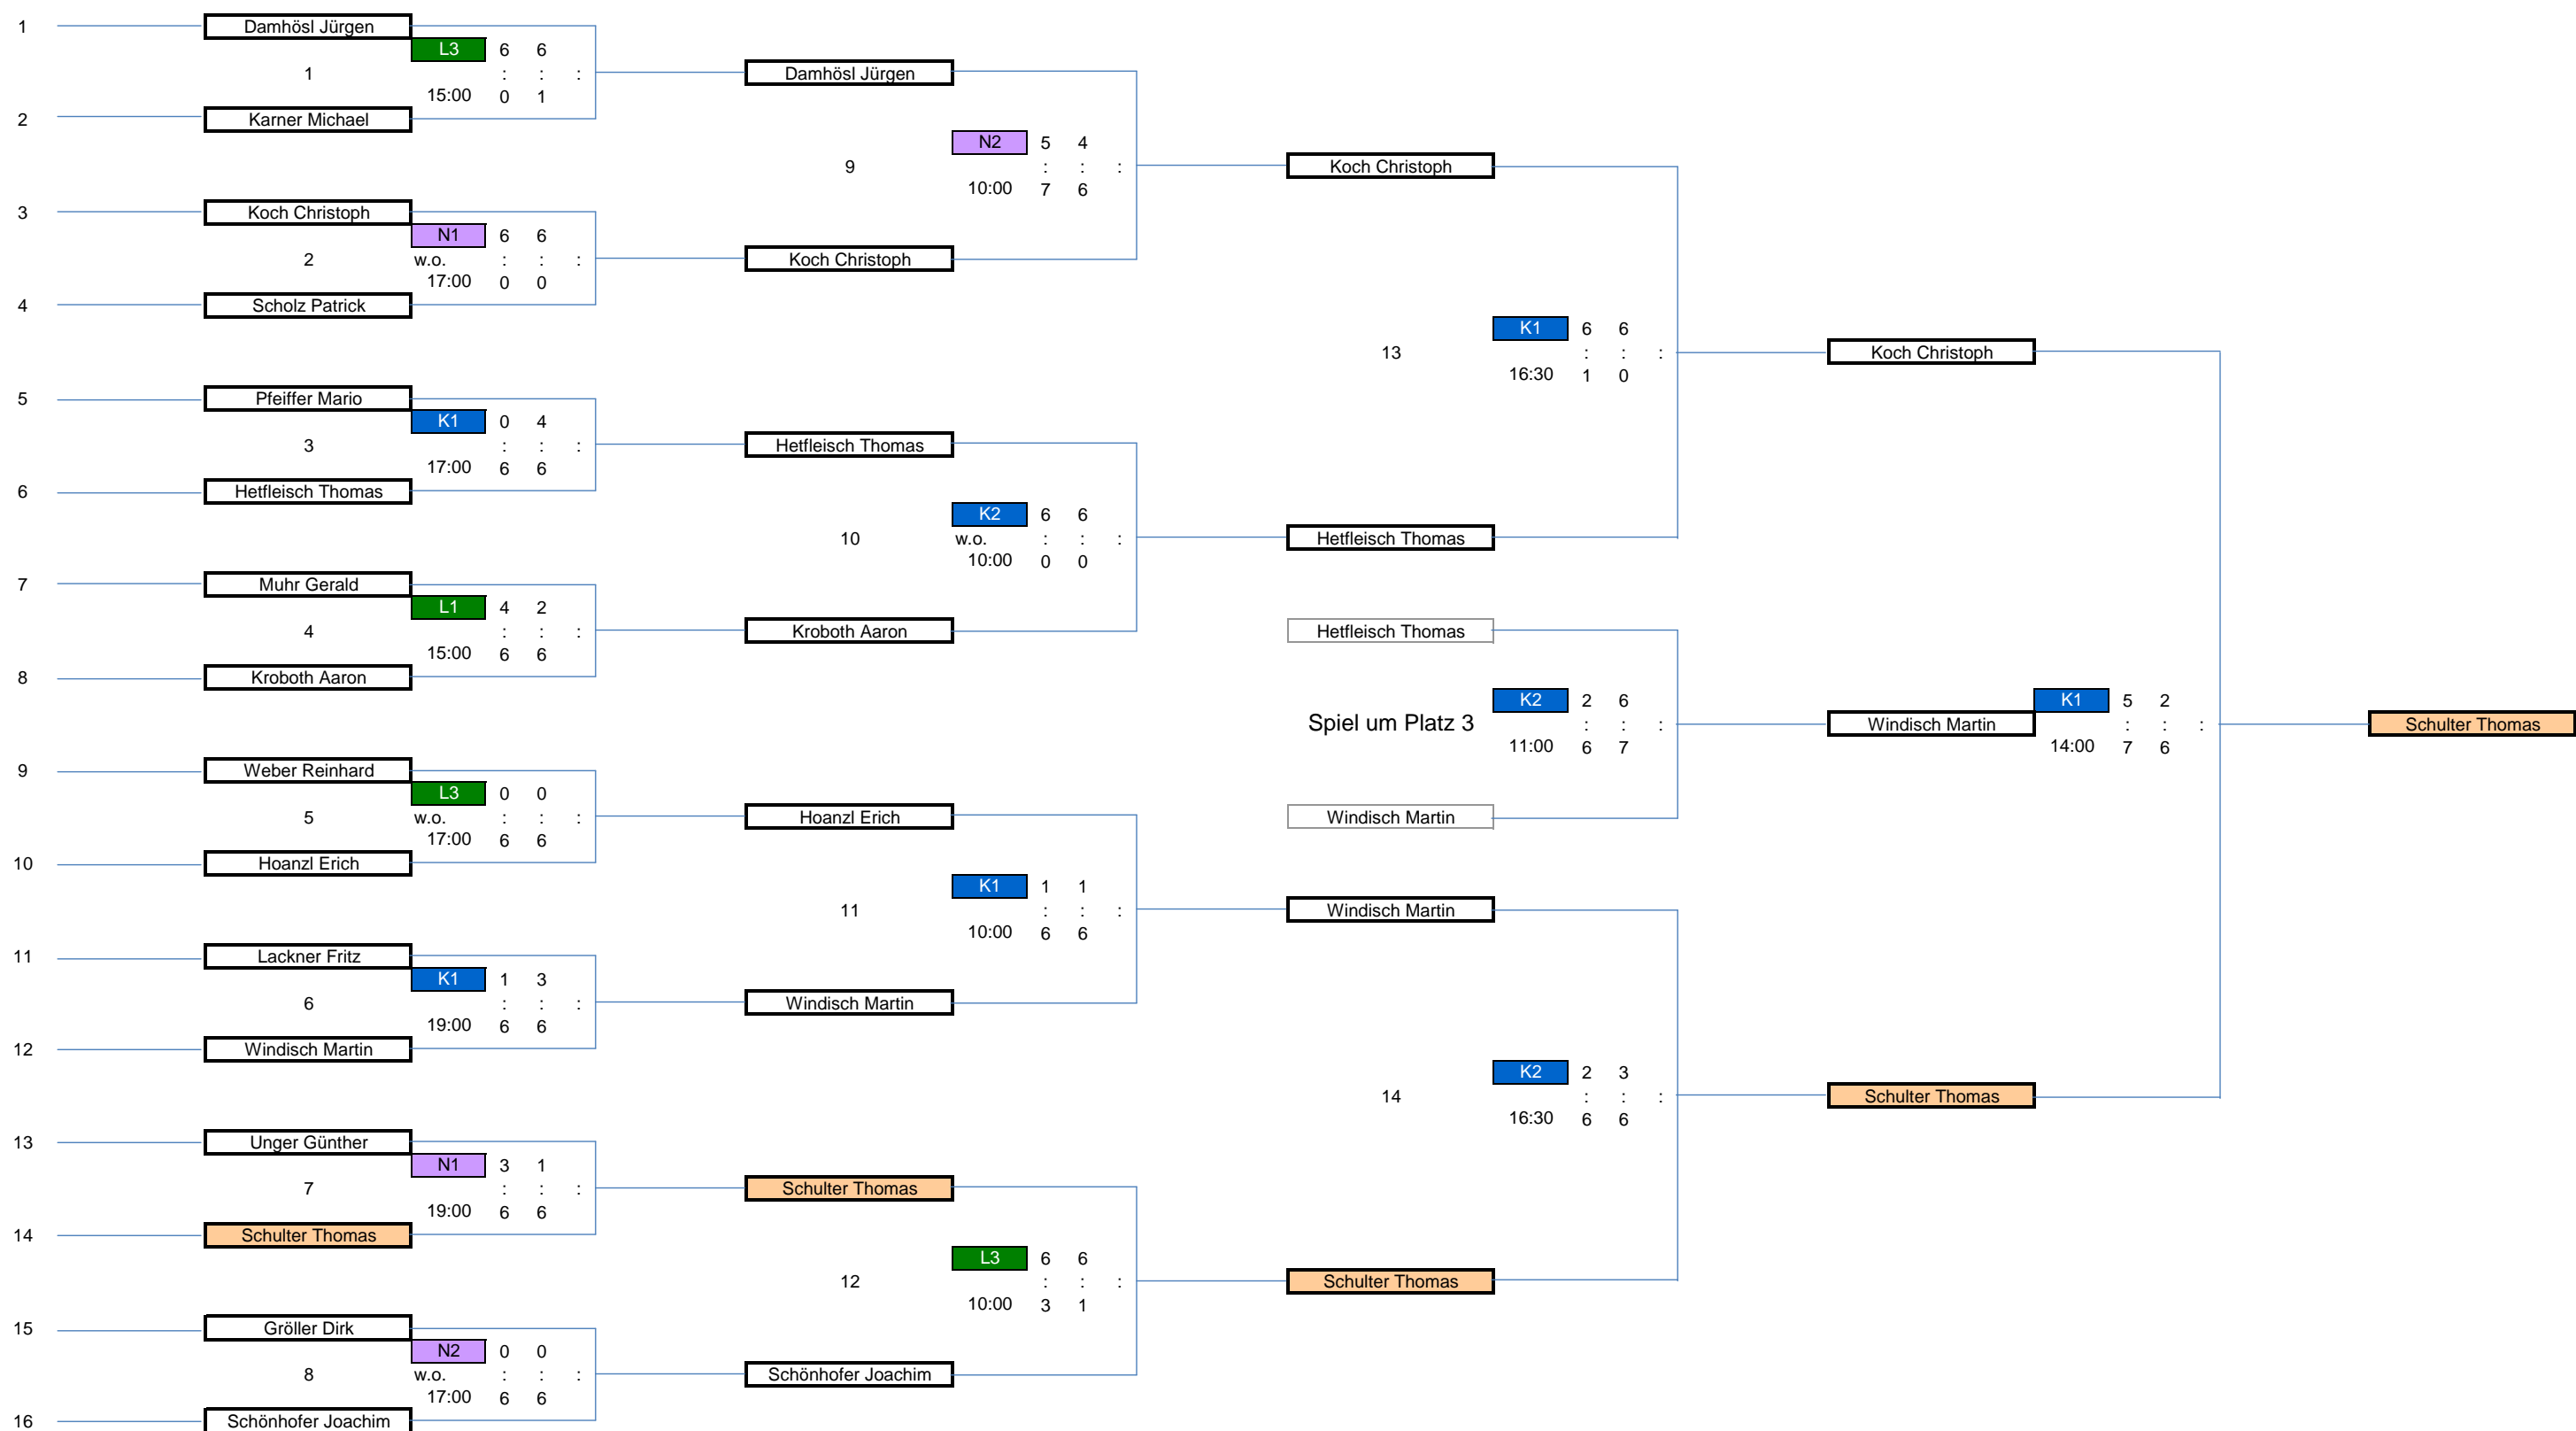 1 Damhösl Jürgen
L3 6 6
1 : : :
15:00 0 1
2 Karner Michael
3 Koch Christoph
N1 6 6
2 w.o. : : :
17:00 0 0
4 Scholz Patrick
5 Pfeiffer Mario
K1 0 4
3 : : :
17:00 6 6
6 Hetfleisch Thomas
7 Muhr Gerald
L1 4 2
4 : : :
15:00 6 6
8 Kroboth Aaron
9 Weber Reinhard
L3 0 0
5 w.o. : : :
17:00 6 6
10 Hoanzl Erich
11 Lackner Fritz
K1 1 3
6 : : :
19:00 6 6
12 Windisch Martin
13 Unger Günther
N1 3 1
7 : : :
19:00 6 6
14 Schulter Thomas
15 Gröller Dirk
N2 0 0
8 w.o. : : :
17:00 6 6
16 Schönhofer Joachim
Damhösl Jürgen
N2 5 4
9 : : :
10:00 7 6
Koch Christoph
Hetfleisch Thomas
K2 6 6
10 w.o. : : :
10:00 0 0
Kroboth Aaron
Hoanzl Erich
K1 1 1
11 : : :
10:00 6 6
Windisch Martin
Schulter Thomas
L3 6 6
12 : : :
10:00 3 1
Schönhofer Joachim
Koch Christoph
K1 6 6
13 : : :
16:30 1 0
Hetfleisch Thomas
Hetfleisch Thomas
K2 2 6
Spiel um Platz 3 : : :
11:00 6 7
Windisch Martin
Windisch Martin
K2 2 3
14 : : :
16:30 6 6
Schulter Thomas
Koch Christoph
K1 5 2
Windisch Martin : : :
14:00 7 6
Schulter Thomas
Schulter Thomas